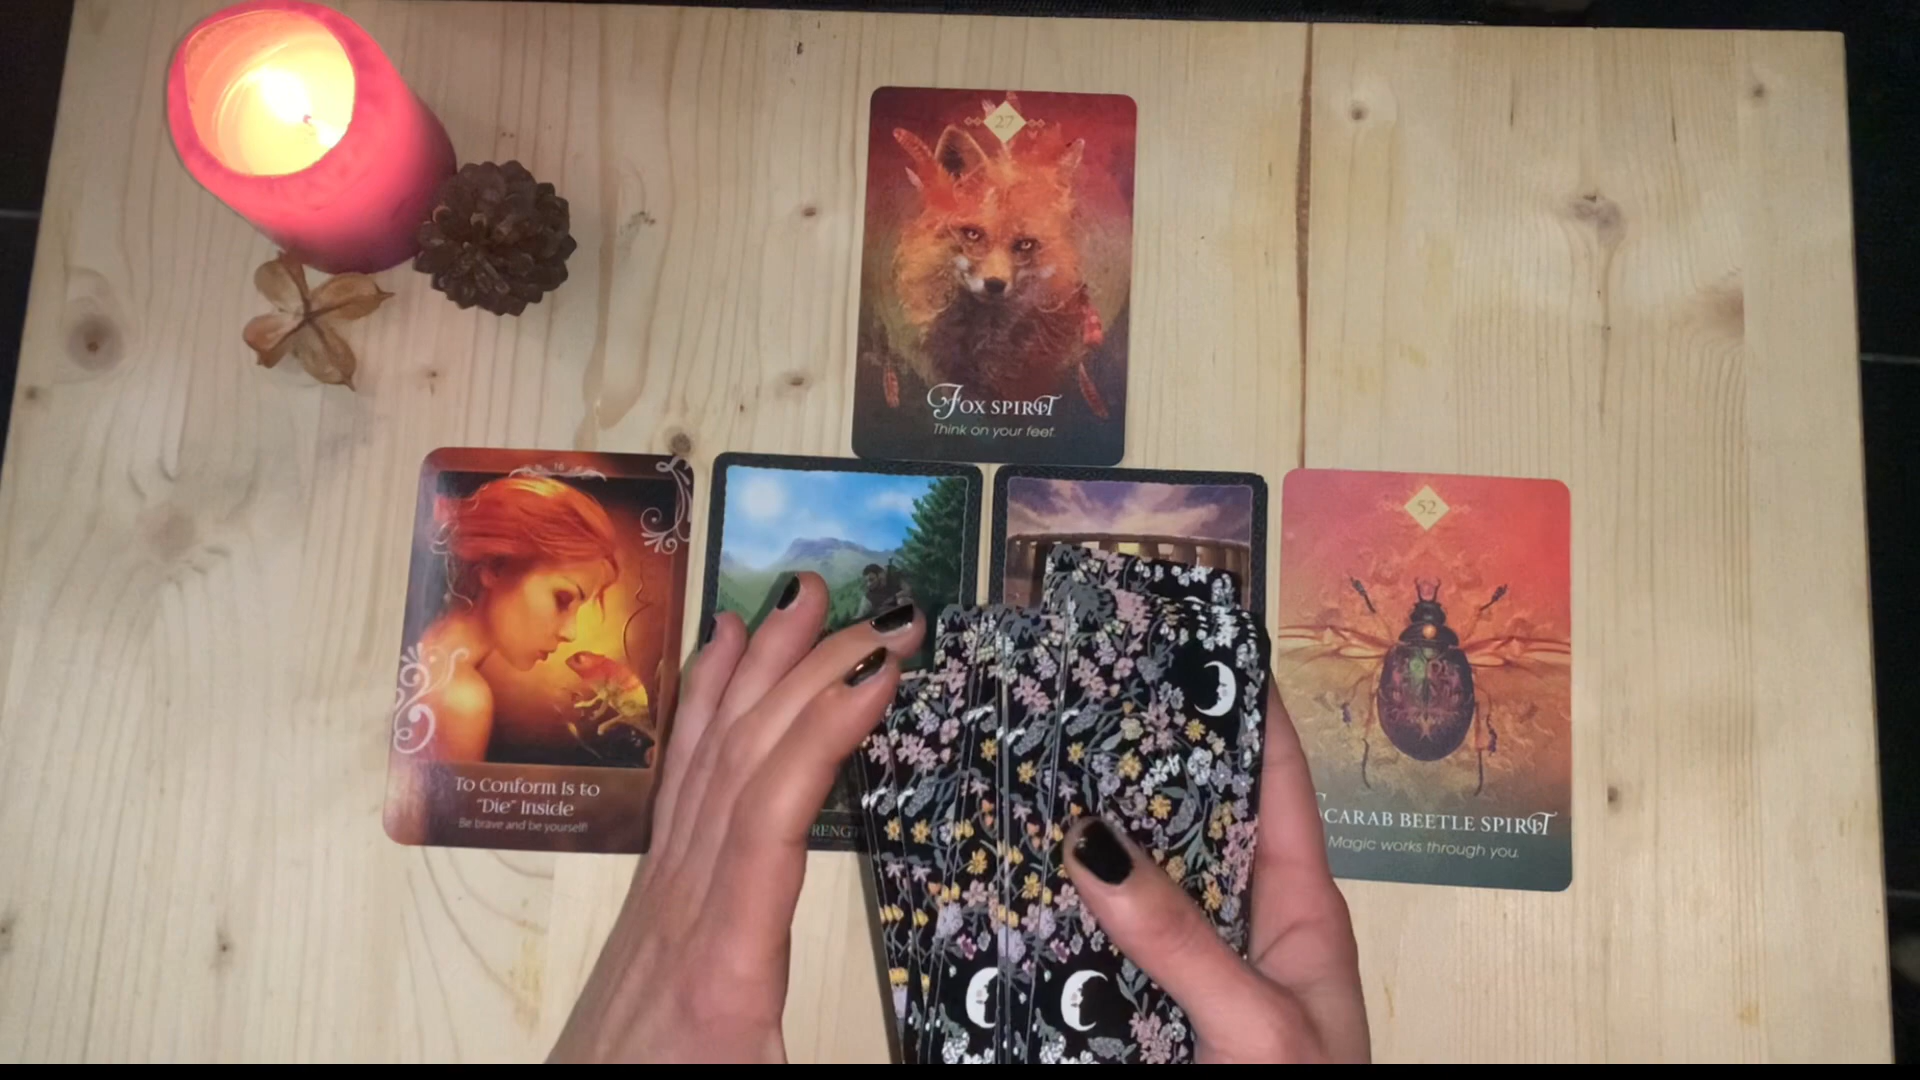 27
Fox Spirit
Think on your feet.
16
To Conform Is to
"Die" Inside
Be brave and be yourself!
52
Scarab Beetle Spirit
Magic works through you.